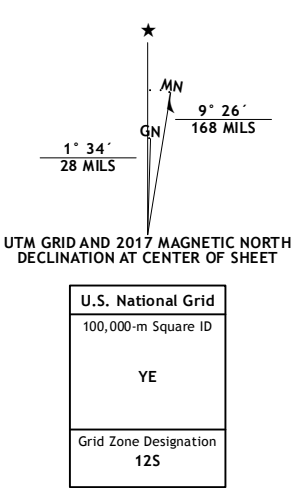 ★
MN
GN
9° 26´
168 MILS
1° 34´
28 MILS
UTM GRID AND 2017 MAGNETIC NORTH
DECLINATION AT CENTER OF SHEET
U.S. National Grid
100,000-m Square ID
YE
Grid Zone Designation
12S